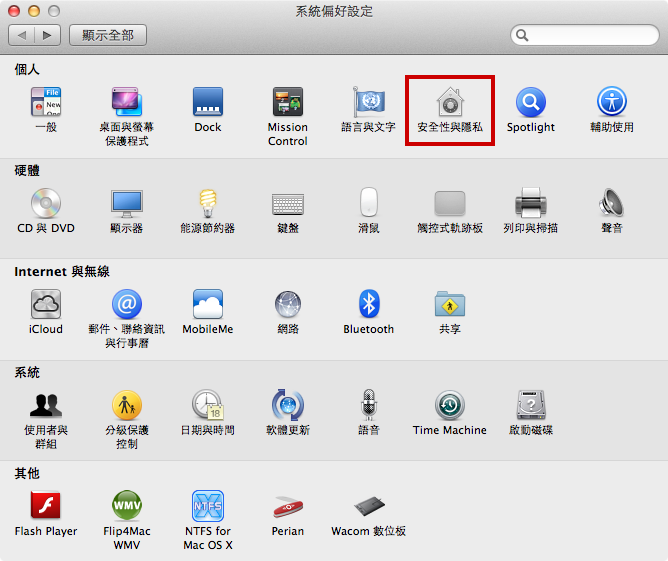 系統偏好設定
顯示全部
個人
File
New
一般
桌面與螢幕
保護程式
Dock
Mission
Control
語言與文字
安全性與隱私
Spotlight
輔助使用
硬體
CD 與 DVD
顯示器
能源節約器
鍵盤
滑鼠
觸控式軌跡板
列印與掃描
聲音
Internet 與無線
iCloud
@
郵件、聯絡資訊
與行事曆
MobileMe
網路
Bluetooth
共享
系統
使用者與
群組
分級保護
控制
18
日期與時間
軟體更新
語音
Time Machine
?
啟動磁碟
其他
Flash Player
WMV
Flip4Mac
WMV
NTFS
NTFS for
Mac OS X
Perian
Wacom 數位板